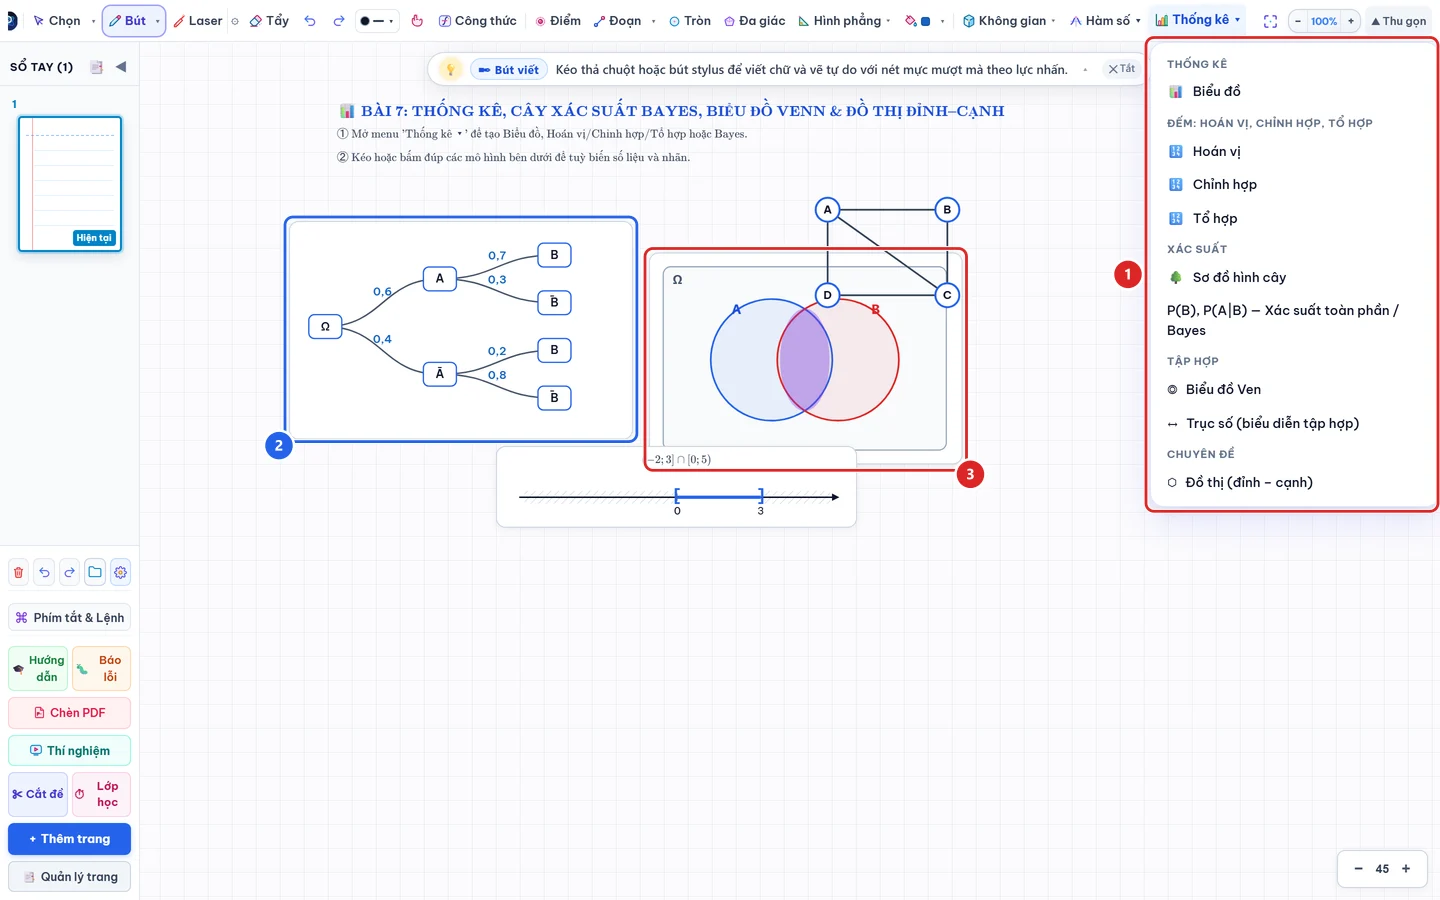 Chọn
Bút
Laser
Tẩy
Công thức
Điểm
Đoạn
Tròn
Đa giác
Hình phẳng
Không gian
Hàm số
Thống kê
− 100% +
Thu gọn
SỔ TAY (1)
1
Hiện tại
Bút viết
Kéo thả chuột hoặc bút stylus để viết chữ và vẽ tự do với nét mực mượt mà theo lực nhấn.
Tắt
BÀI 7: THỐNG KÊ, CÂY XÁC SUẤT BAYES, BIỂU ĐỒ VENN & ĐỒ THỊ ĐỈNH–CẠNH
① Mở menu 'Thống kê ▾' để tạo Biểu đồ, Hoán vị/Chỉnh hợp/Tổ hợp hoặc Bayes.
② Kéo hoặc bấm đúp các mô hình bên dưới để tuỳ biến số liệu và nhãn.
Ω
0,6
0,4
A
Ā
0,7
0,3
0,2
0,8
B
B̄
B
B̄
2
A
B
D
C
Ω
A
B
3
−2; 3] ∩ [0; 5)
0
3
1
THỐNG KÊ
Biểu đồ
ĐẾM: HOÁN VỊ, CHỈNH HỢP, TỔ HỢP
Hoán vị
Chỉnh hợp
Tổ hợp
XÁC SUẤT
Sơ đồ hình cây
P(B), P(A|B) — Xác suất toàn phần /
Bayes
TẬP HỢP
Biểu đồ Ven
Trục số (biểu diễn tập hợp)
CHUYÊN ĐỀ
Đồ thị (đỉnh – cạnh)
Phím tắt & Lệnh
Hướng
dẫn
Báo
lỗi
Chèn PDF
Thí nghiệm
Cắt đề
Lớp
học
+ Thêm trang
Quản lý trang
− 45 +